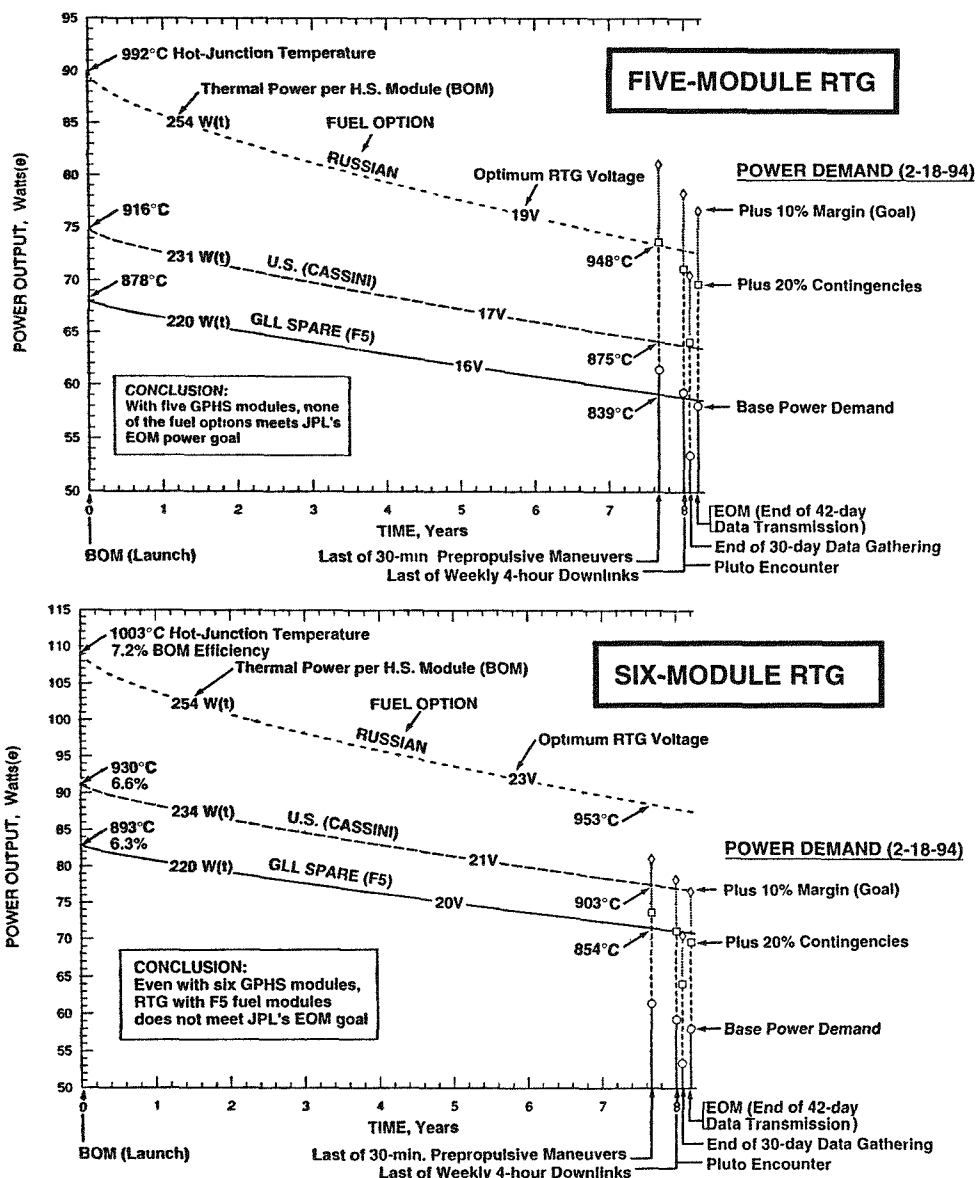 FIVE-MODULE RTG
POWER OUTPUT, Watts(e)
95
90
85
80
75
70
65
60
55
50
992°C Hot-Junction Temperature
Thermal Power per H.S. Module (BOM)
254 W(t)
FUEL OPTION
RUSSIAN
Optimum RTG Voltage
19V
916°C
231 W(t)
U.S. (CASSINI)
17V
878°C
220 W(t)
GLL SPARE (F5)
16V
948°C
875°C
839°C
POWER DEMAND (2-18-94)
Plus 10% Margin (Goal)
Plus 20% Contingencies
Base Power Demand
CONCLUSION:
With five GPHS modules, none
of the fuel options meets JPL's
EOM power goal
0 1 2 3 4 5 6 7 8
TIME, Years
BOM (Launch)
EOM (End of 42-day
Data Transmission)
End of 30-day Data Gathering
Pluto Encounter
Last of 30-min Prepropulsive Maneuvers
Last of Weekly 4-hour Downlinks
SIX-MODULE RTG
POWER OUTPUT, Watts(e)
115
110
105
100
95
90
85
80
75
70
65
60
55
50
0 1 2 3 4 5 6 7 8
1003°C Hot-Junction Temperature
7.2% BOM Efficiency
Thermal Power per H.S. Module (BOM)
254 W(t)
FUEL OPTION
RUSSIAN
Optimum RTG Voltage
23V
930°C
6.6%
234 W(t)
U.S. (CASSINI)
21V
893°C
6.3%
220 W(t)
GLL SPARE (F5)
20V
953°C
903°C
854°C
POWER DEMAND (2-18-94)
Plus 10% Margin (Goal)
Plus 20% Contingencies
Base Power Demand
CONCLUSION:
Even with six GPHS modules,
RTG with F5 fuel modules
does not meet JPL's EOM goal
0 1 2 3 4 5 6 7 8
TIME, Years
BOM (Launch)
EOM (End of 42-day
Data Transmission)
End of 30-day Data Gathering
Pluto Encounter
Last of 30-min. Prepropulsive Maneuvers
Last of Weekly 4-hour Downlinks